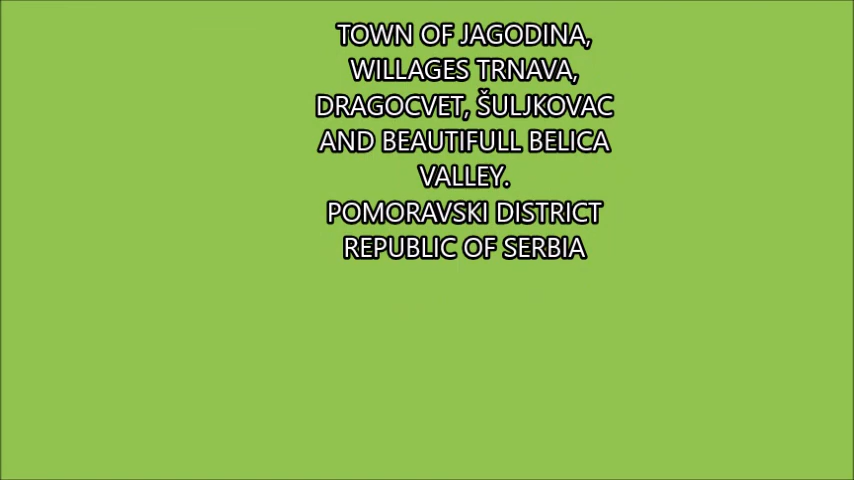 TOWN OF JAGODINA,
WILLAGES TRNAVA,
DRAGOCVET, ŠULJKOVAC
AND BEAUTIFULL BELICA
VALLEY.
POMORAVSKI DISTRICT
REPUBLIC OF SERBIA